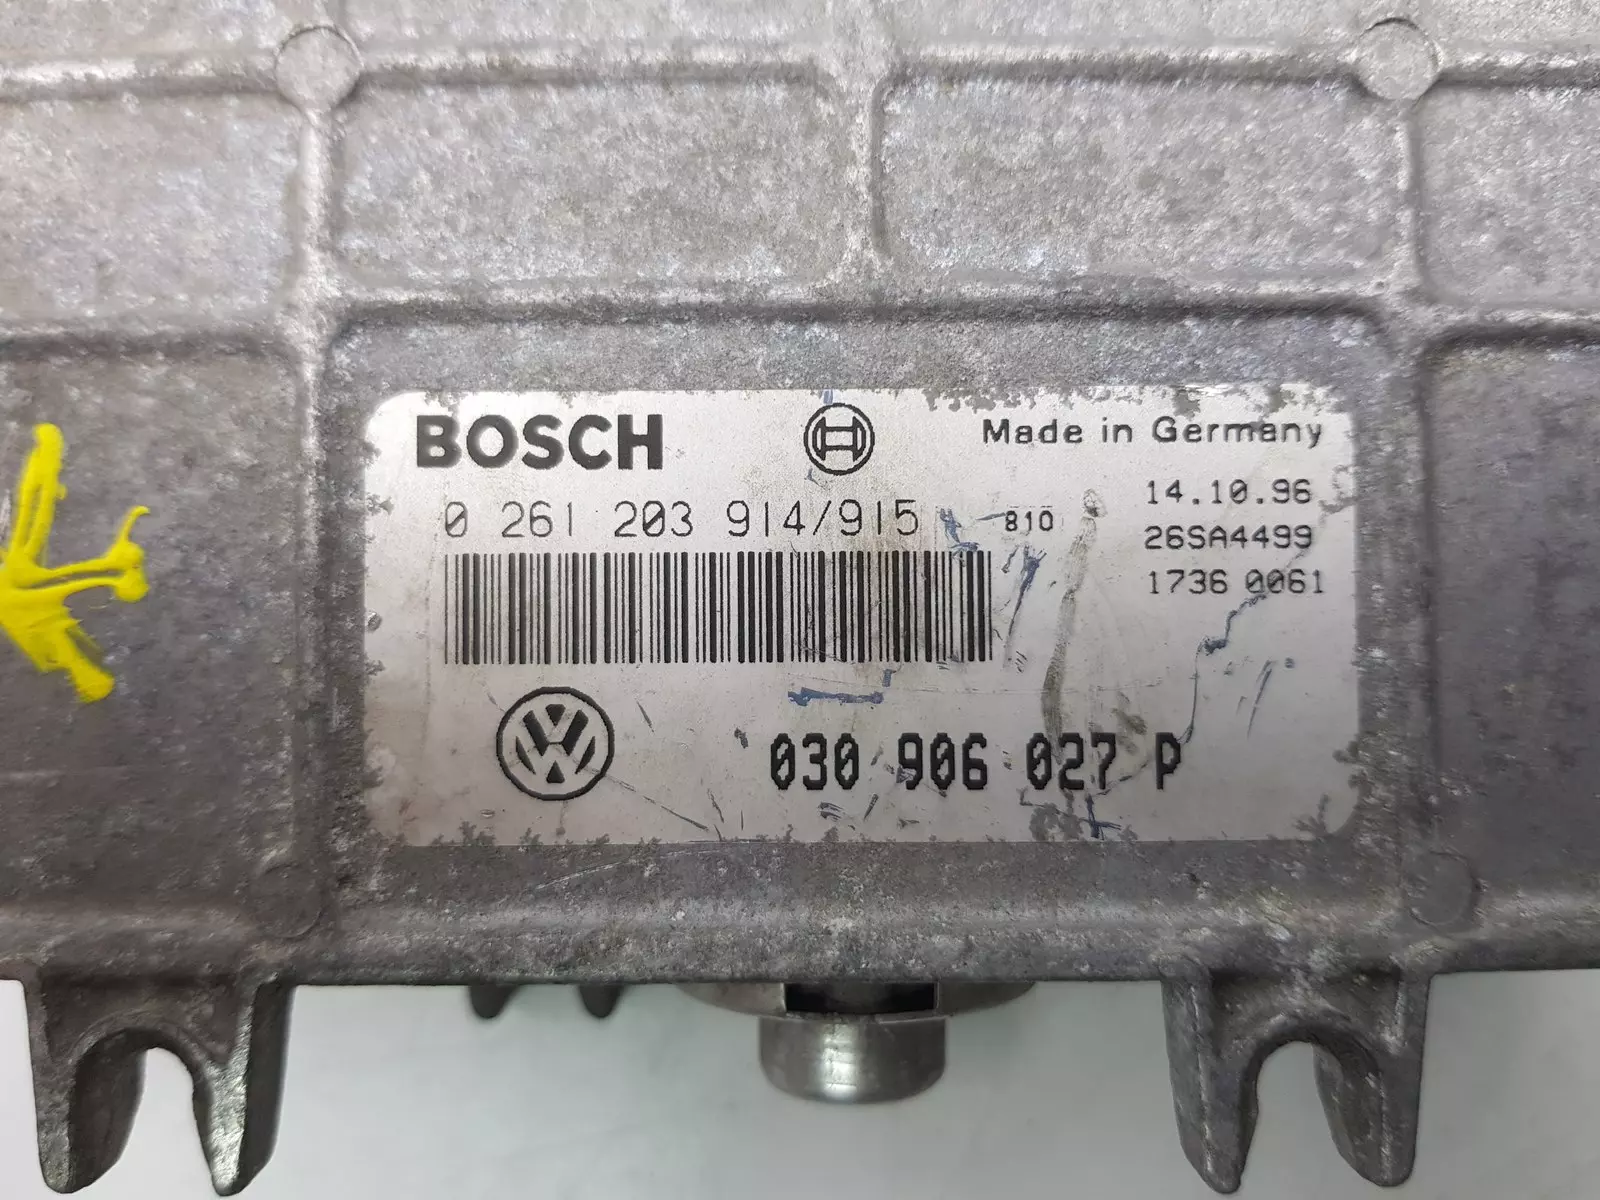 BOSCH
Made in Germany
0 261 203 914/915
810
14.10.96
26SA4499
1736 0061
030 906 027 P